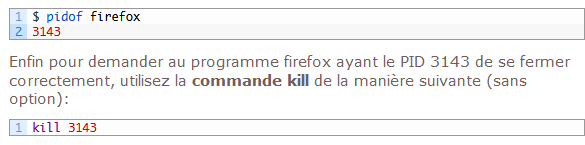 1 $ pidof firefox
2 3143
Enfin pour demander au programme firefox ayant le PID 3143 de se fermer
correctement, utilisez la commande kill de la manière suivante (sans
option):
1 kill 3143